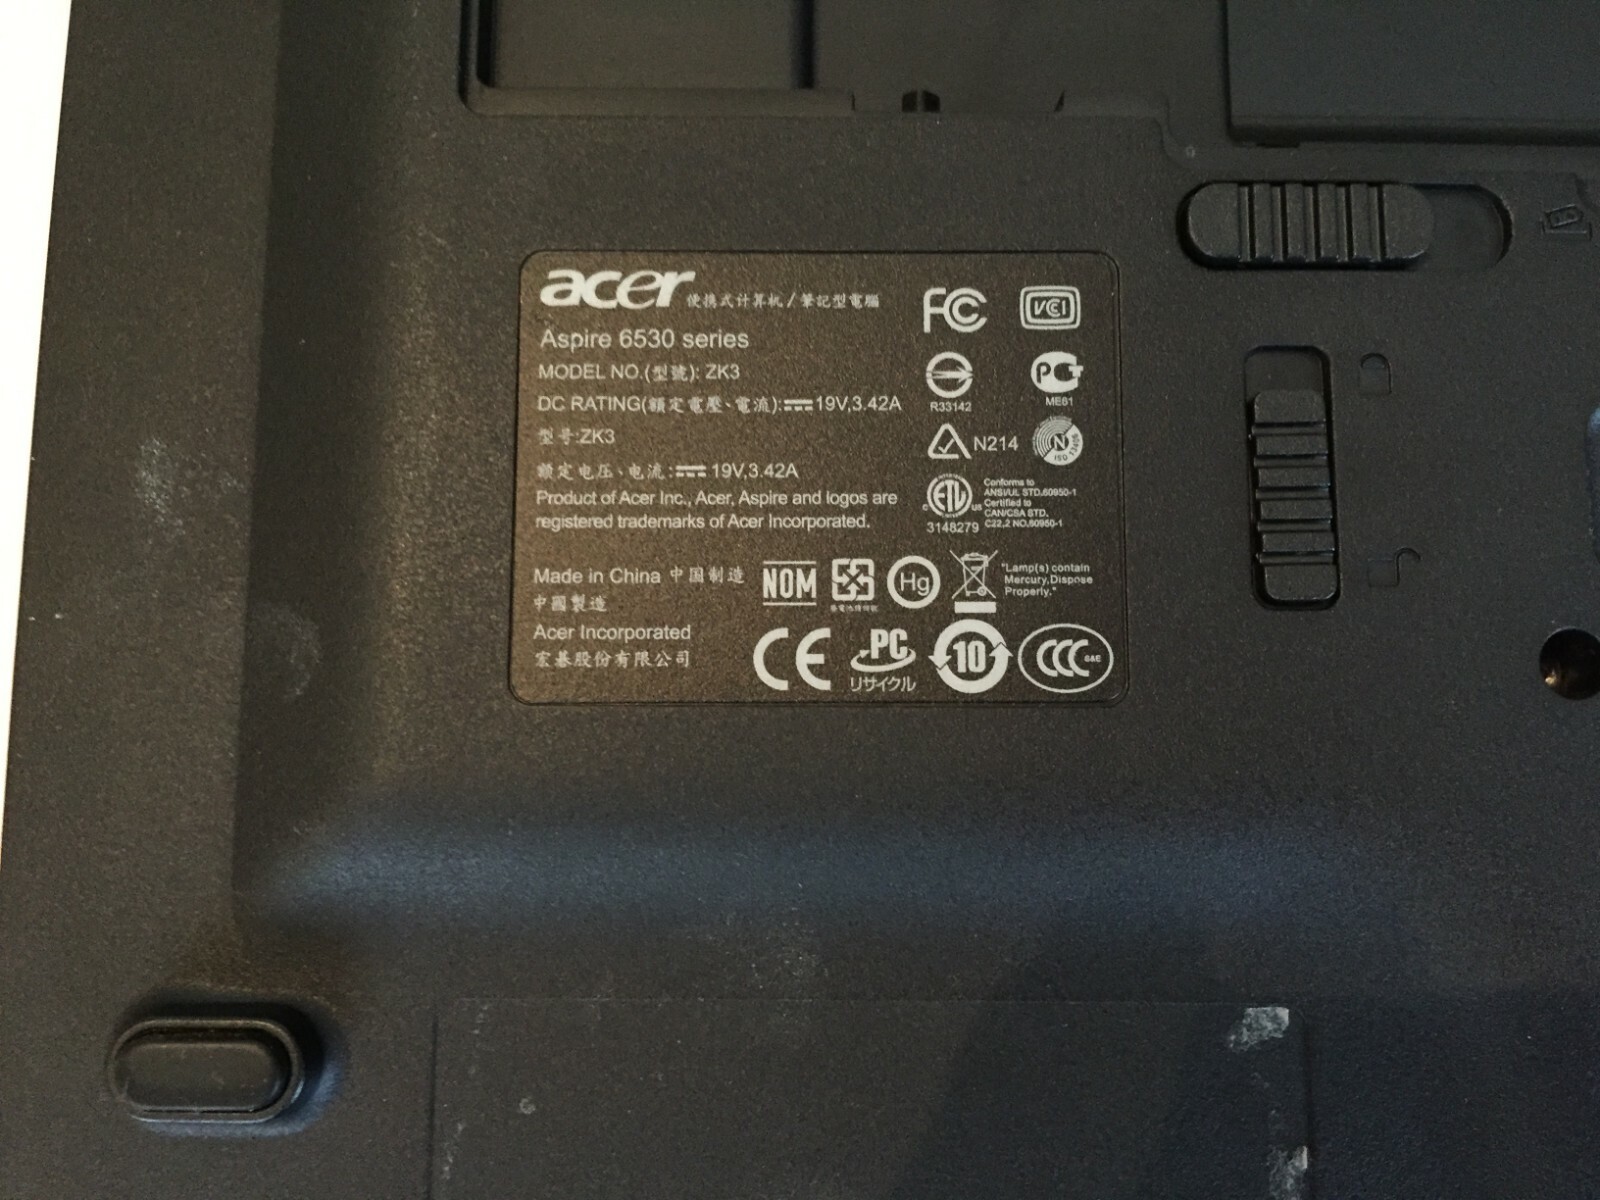 acer 便携式计算机/筆記型電腦
Aspire 6530 series
MODEL NO.(型號): ZK3
DC RATING(額定電壓、電流): 19V,3.42A
型号:ZK3
额定电压、电流: 19V,3.42A
Product of Acer Inc., Acer, Aspire and logos are
registered trademarks of Acer Incorporated.
Made in China 中国制造
中國製造
Acer Incorporated
宏碁股份有限公司
FC VCI
R33142
PCT
ME61
N214
N
ISO 13406
ETL
C US
3148279
Conforms to
ANSI/UL STD.60950-1
Certified to
CAN/CSA STD.
C22.2 NO.60950-1
NOM
Hg
"Lamp(s) contain
Mercury,Dispose
Properly."
CE
PC
リサイクル
10
CCC
S&E